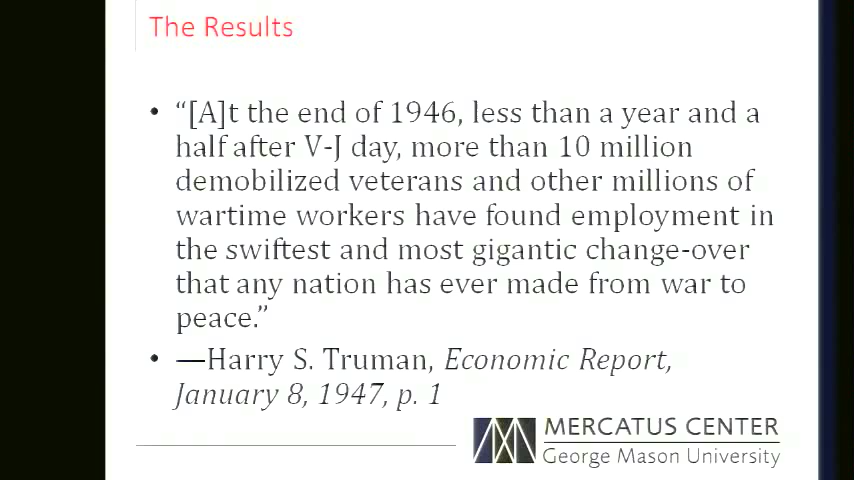 The Results
• “[A]t the end of 1946, less than a year and a
half after V-J day, more than 10 million
demobilized veterans and other millions of
wartime workers have found employment in
the swiftest and most gigantic change-over
that any nation has ever made from war to
peace.”
• —Harry S. Truman, Economic Report,
January 8, 1947, p. 1
MERCATUS CENTER
George Mason University